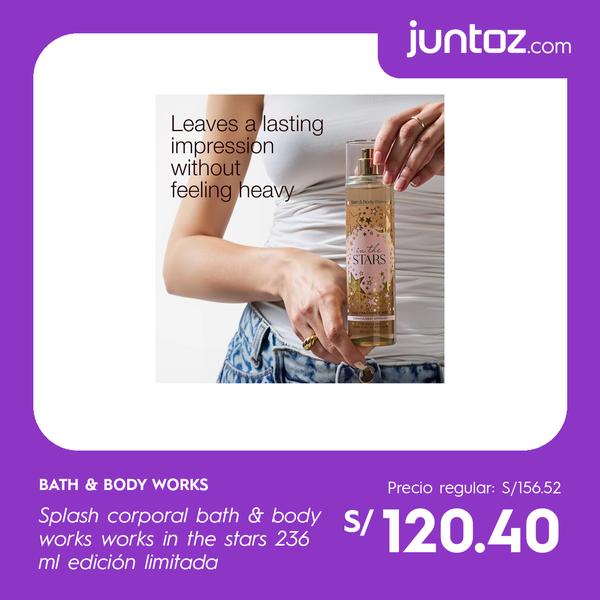 juntoz.com
Leaves a lasting
impression
without
feeling heavy
Bath & Body Works
in the
STARS
BATH & BODY WORKS
Splash corporal bath & body
works works in the stars 236
ml edición limitada
Precio regular: S/156.52
S/120.40